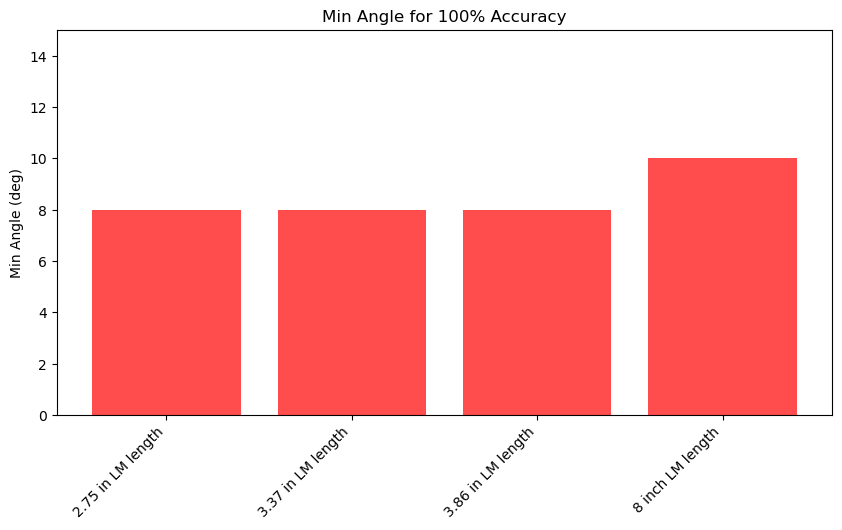 Min Angle for 100% Accuracy
Min Angle (deg)
14
12
10
8
6
4
2
0
2.75 in LM length
3.37 in LM length
3.86 in LM length
8 inch LM length